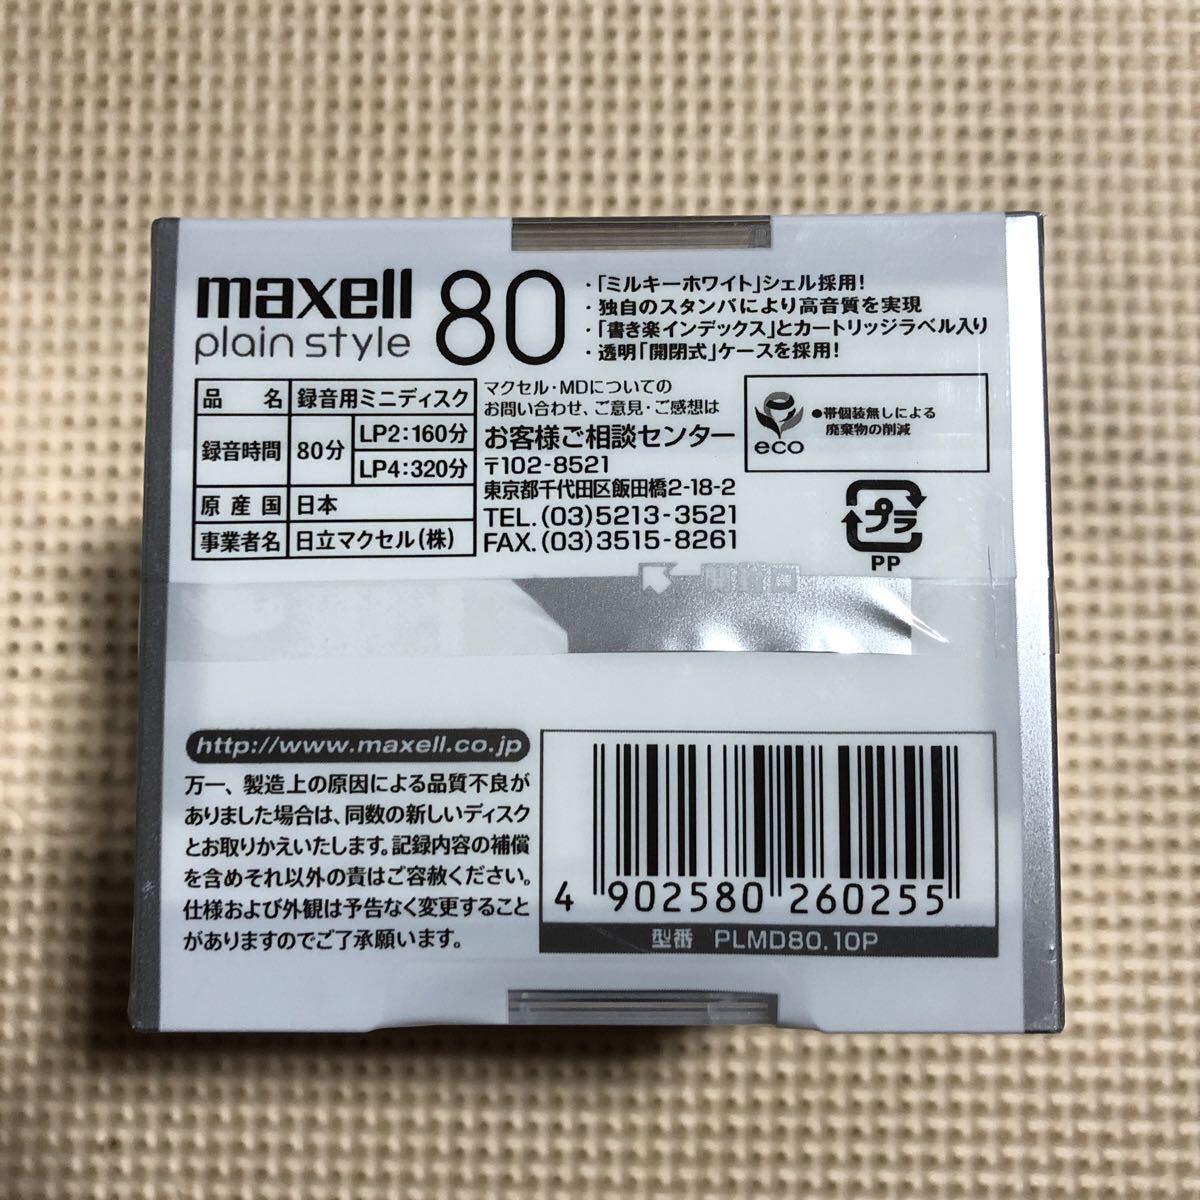 maxell
plain style
80
・「ミルキーホワイト」シェル採用!
・独自のスタンパにより高音質を実現
・「書き楽インデックス」とカートリッジラベル入り
・透明「開閉式」ケースを採用!
品　名 録音用ミニディスク
録音時間 80分 LP2:160分
LP4:320分
原産国 日本
事業者名 日立マクセル(株)
マクセル・MDについての
お問い合わせ、ご意見・ご感想は
お客様ご相談センター
〒102-8521
東京都千代田区飯田橋2-18-2
TEL.(03)5213-3521
FAX.(03)3515-8261
eco
●帯個装無しによる
廃棄物の削減
プラ
PP
http://www.maxell.co.jp
万一、製造上の原因による品質不良が
ありました場合は、同数の新しいディスク
とお取りかえいたします。記録内容の補償
を含めそれ以外の責はご容赦ください。
仕様および外観は予告なく変更すること
がありますのでご了承願います。
4 902580 260255
型番 PLMD80.10P